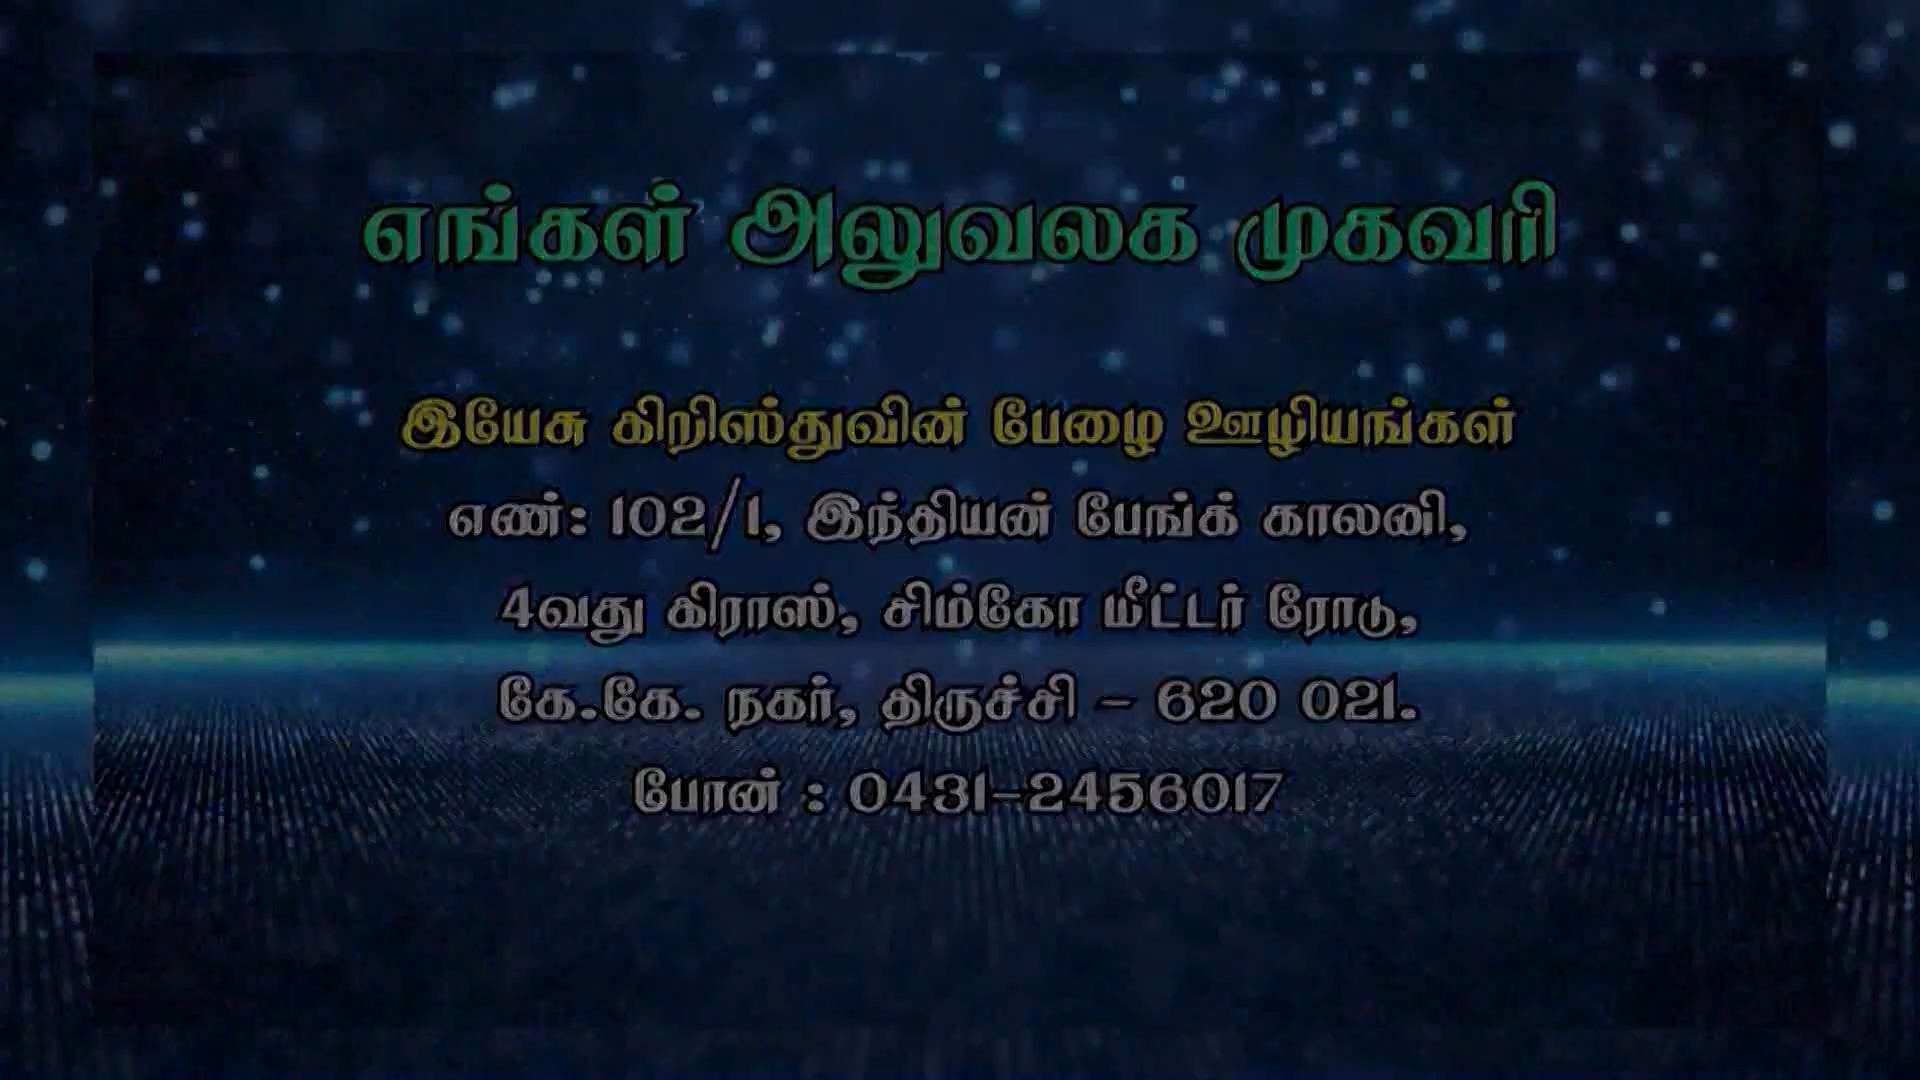 எங்கள் அலுவலக முகவரி
இயேசு கிறிஸ்துவின் பேழை ஊழியங்கள்
எண்: 102/1, இந்தியன் பேங்க் காலனி,
4வது கிராஸ், சிம்கோ மீட்டர் ரோடு,
கே.கே. நகர், திருச்சி - 620 021.
போன் : 0431-2456017